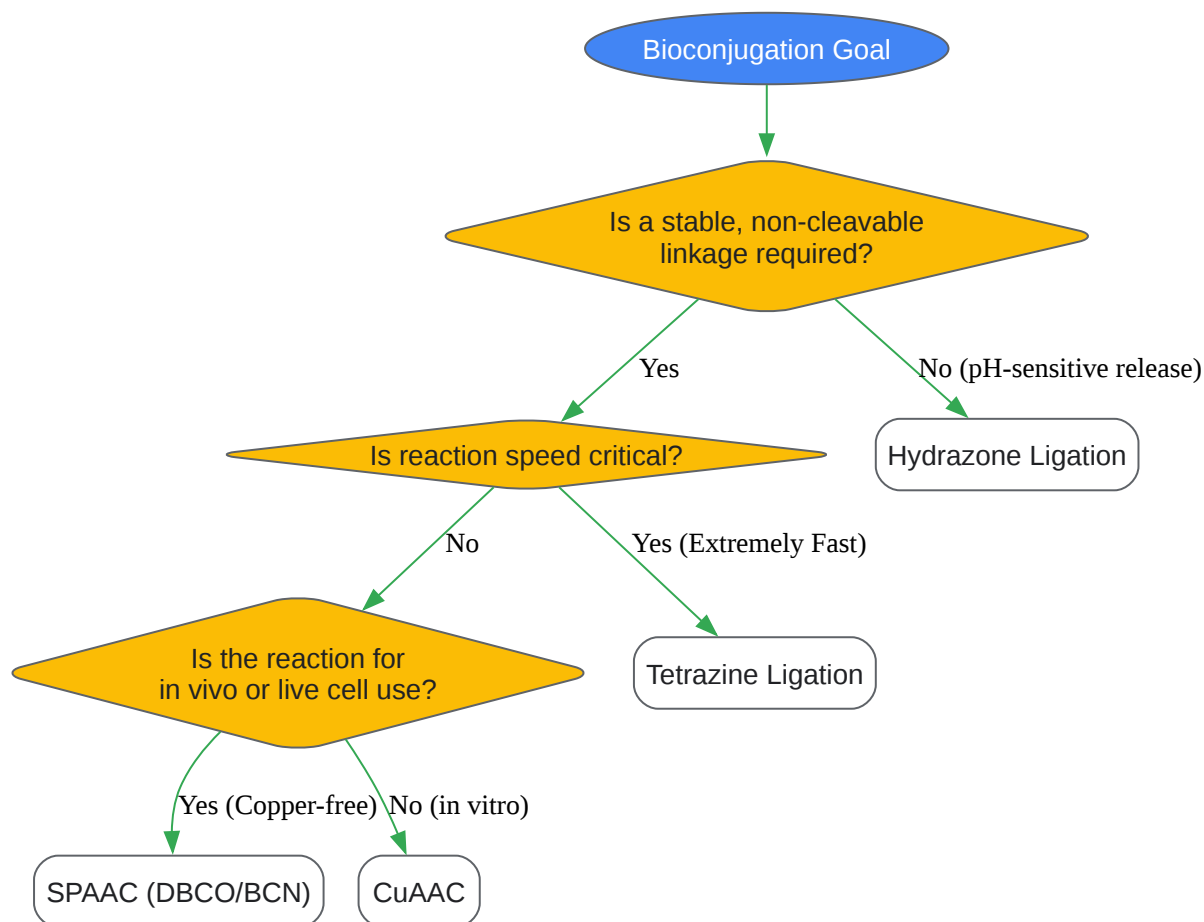 Bioconjugation Goal
Is a stable, non-cleavable
linkage required?
Yes
No (pH-sensitive release)
Is reaction speed critical?
Hydrazone Ligation
No
Yes (Extremely Fast)
Is the reaction for
in vivo or live cell use?
Tetrazine Ligation
Yes (Copper-free)
No (in vitro)
SPAAC (DBCO/BCN)
CuAAC